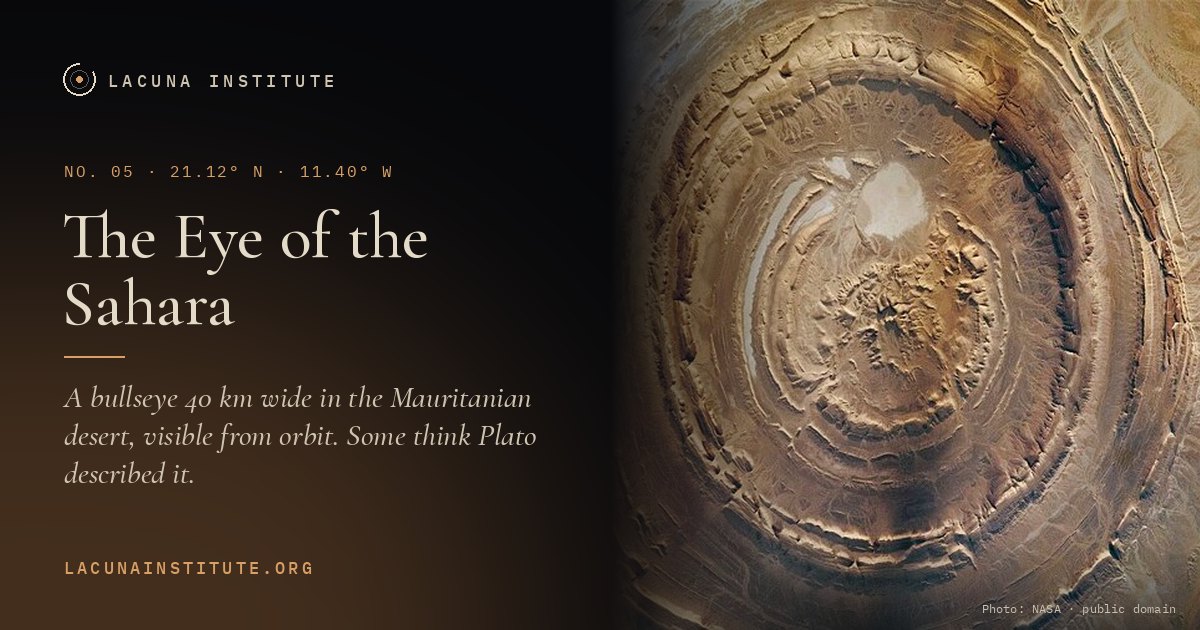 LACUNA INSTITUTE
NO. 05 · 21.12° N · 11.40° W
The Eye of the
Sahara
A bullseye 40 km wide in the Mauritanian
desert, visible from orbit. Some think Plato
described it.
LACUNAINSTITUTE.ORG
Photo: NASA · public domain